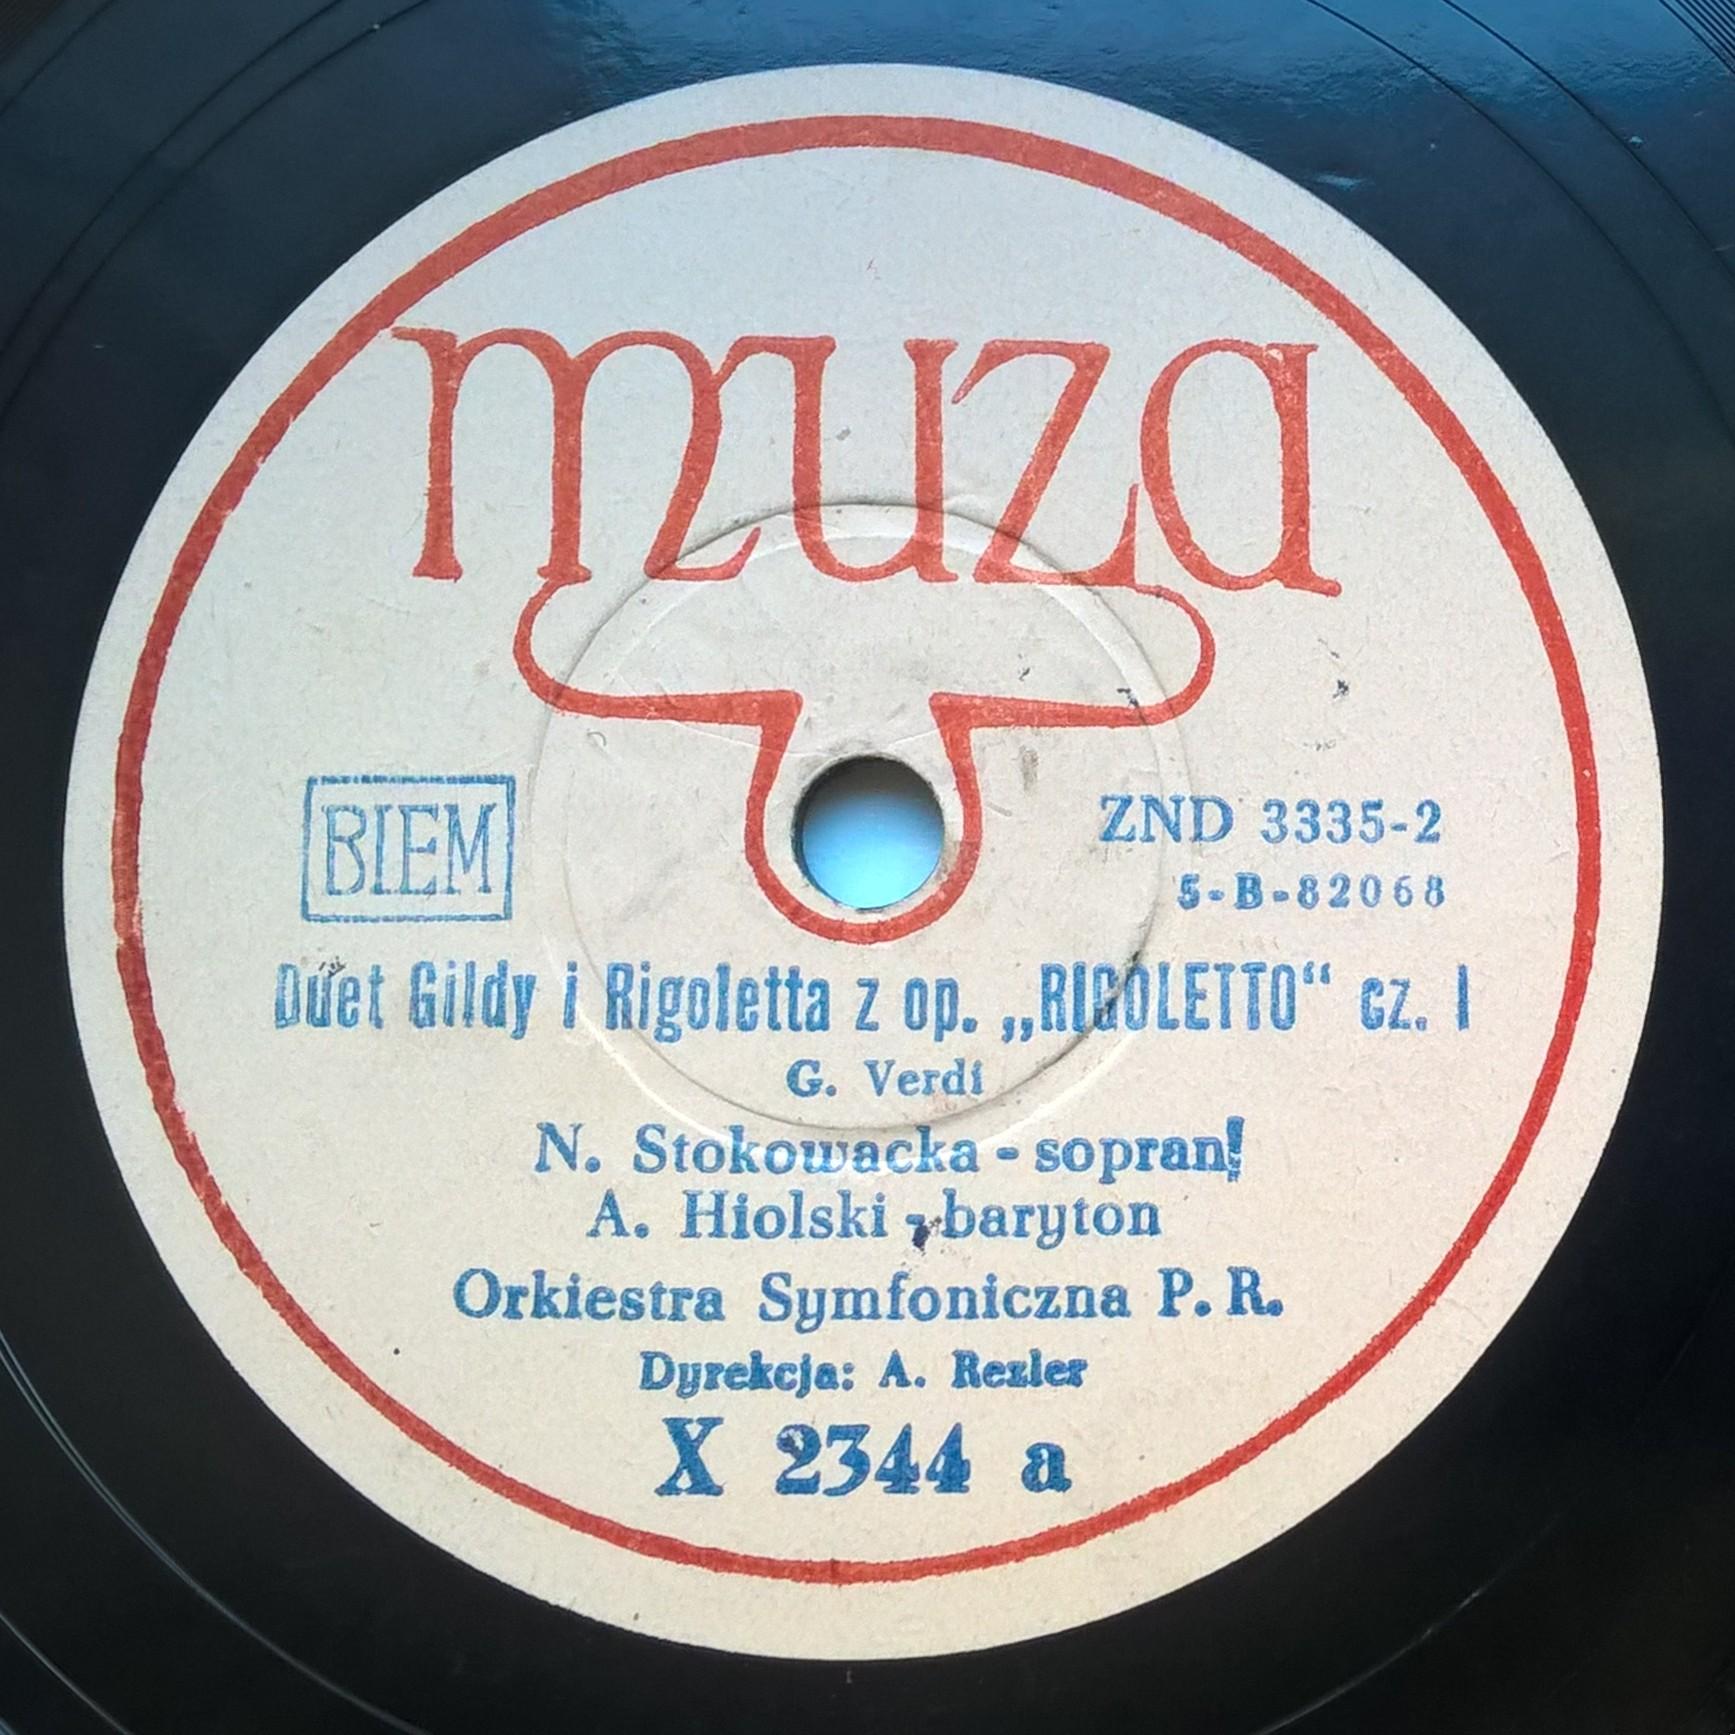 muza
BIEM
ZND 3335-2
5-B-82068
Duet Gildy i Rigoletta z op. „RIGOLETTO“ cz. I
G. Verdi
N. Stokowacka - sopran!
A. Hiolski - baryton
Orkiestra Symfoniczna P. R.
Dyrekcja: A. Rezler
X 2344 a